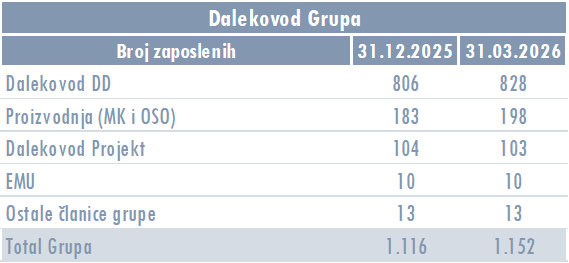 Dalekovod Grupa
Broj zaposlenih 31.12.2025 31.03.2026
Dalekovod DD 806 828
Proizvodnja (MK i OSO) 183 198
Dalekovod Projekt 104 103
EMU 10 10
Ostale članice grupe 13 13
Total Grupa 1.116 1.152